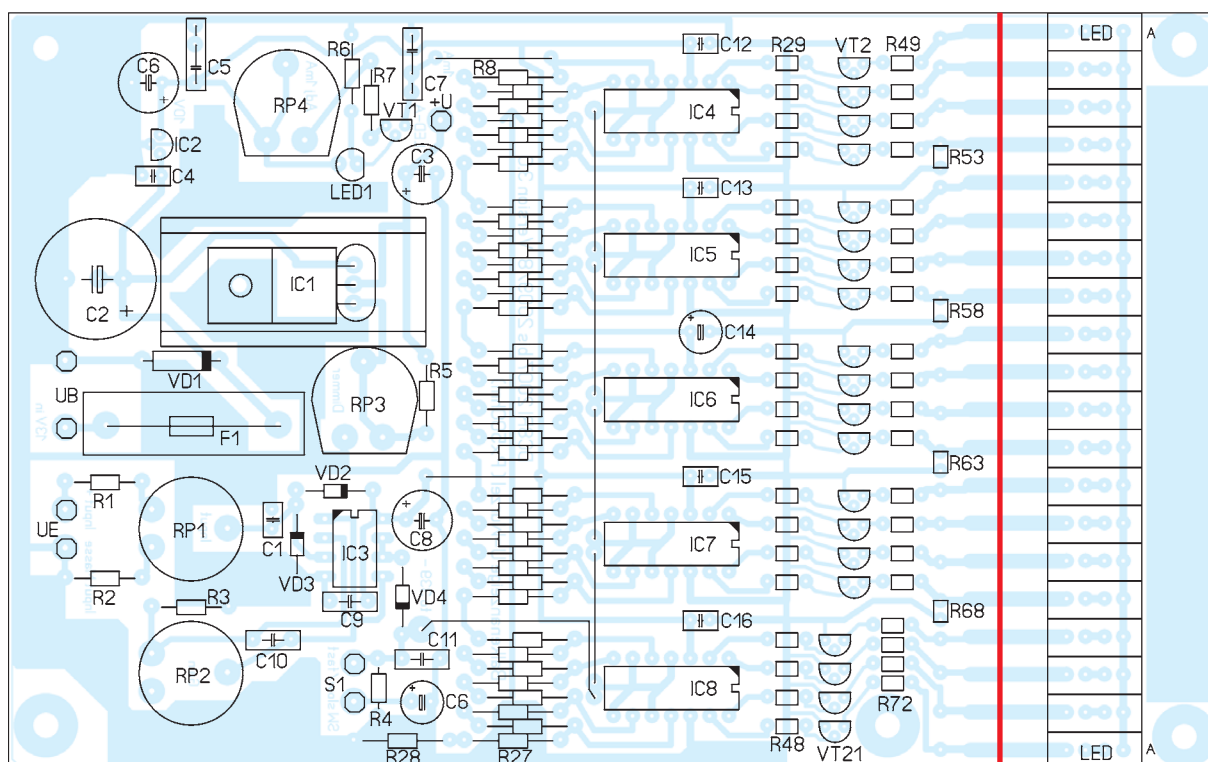 LED A
C12 R29 VT2 R49
C6 C5 R6 R7 C7 R8
RP4 VT1 +U IC4
IC2 C4 LED1 C3 R53
C13
IC1 IC5
C2 C14 R58
VD1 R5
UB RP3 IC6
F1
R63
VD2 C15
R1
UE RP1 C1 IC3 C8 IC7
VD3
R2 R3 C9 VD4 R68
C16
C10 C11
RP2 S1 IC8
R4 C6 R72
R28 R27 R48 VT21 LED A